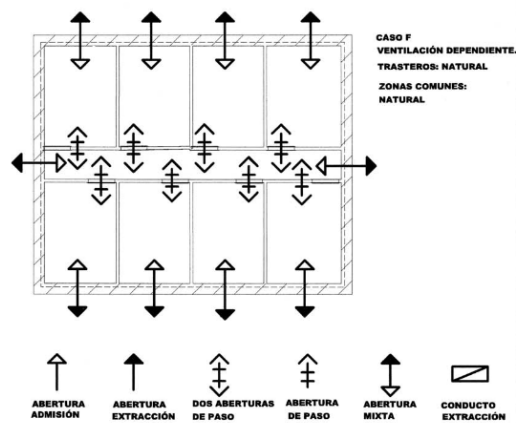 CASO F
VENTILACIÓN DEPENDIENTE.
TRASTEROS: NATURAL
ZONAS COMUNES:
NATURAL
ABERTURA
ADMISIÓN
ABERTURA
EXTRACCIÓN
DOS ABERTURAS
DE PASO
ABERTURA
DE PASO
ABERTURA
MIXTA
CONDUCTO
EXTRACCIÓN